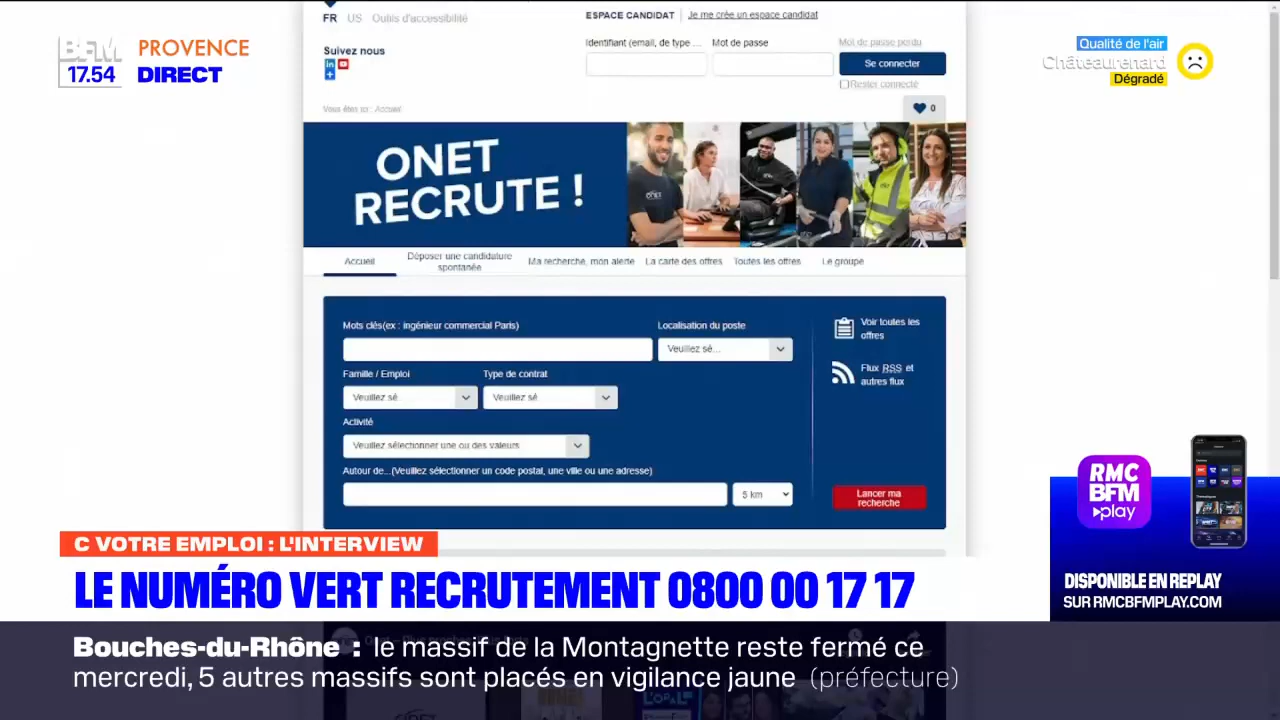 FR US Outils d'accessibilité
ESPACE CANDIDAT
Je me crée un espace candidat
Identifiant (email, de type ...
Mot de passe
Mot de passe perdu
Se connecter
Rester connecté
Suivez nous
Vous êtes ici : Accueil
0
BFM PROVENCE
17.54 DIRECT
Qualité de l'air
Châteaurenard
Dégradé
ONET
RECRUTE !
Accueil
Déposer une candidature
spontanée
Ma recherche, mon alerte
La carte des offres
Toutes les offres
Le groupe
Mots clés(ex : ingénieur commercial Paris)
Localisation du poste
Veuillez sé...
Famille / Emploi
Type de contrat
Veuillez sé
Veuillez sé
Activité
Veuillez sélectionner une ou des valeurs
Autour de...(Veuillez sélectionner un code postal, une ville ou une adresse)
5 km
Voir toutes les
offres
Flux RSS et
autres flux
Lancer ma
recherche
RMC
BFM
play
DISPONIBLE EN REPLAY
SUR RMCBFMPLAY.COM
C VOTRE EMPLOI : L'INTERVIEW
LE NUMÉRO VERT RECRUTEMENT 0800 00 17 17
Bouches-du-Rhône : le massif de la Montagnette reste fermé ce
mercredi, 5 autres massifs sont placés en vigilance jaune (préfecture)